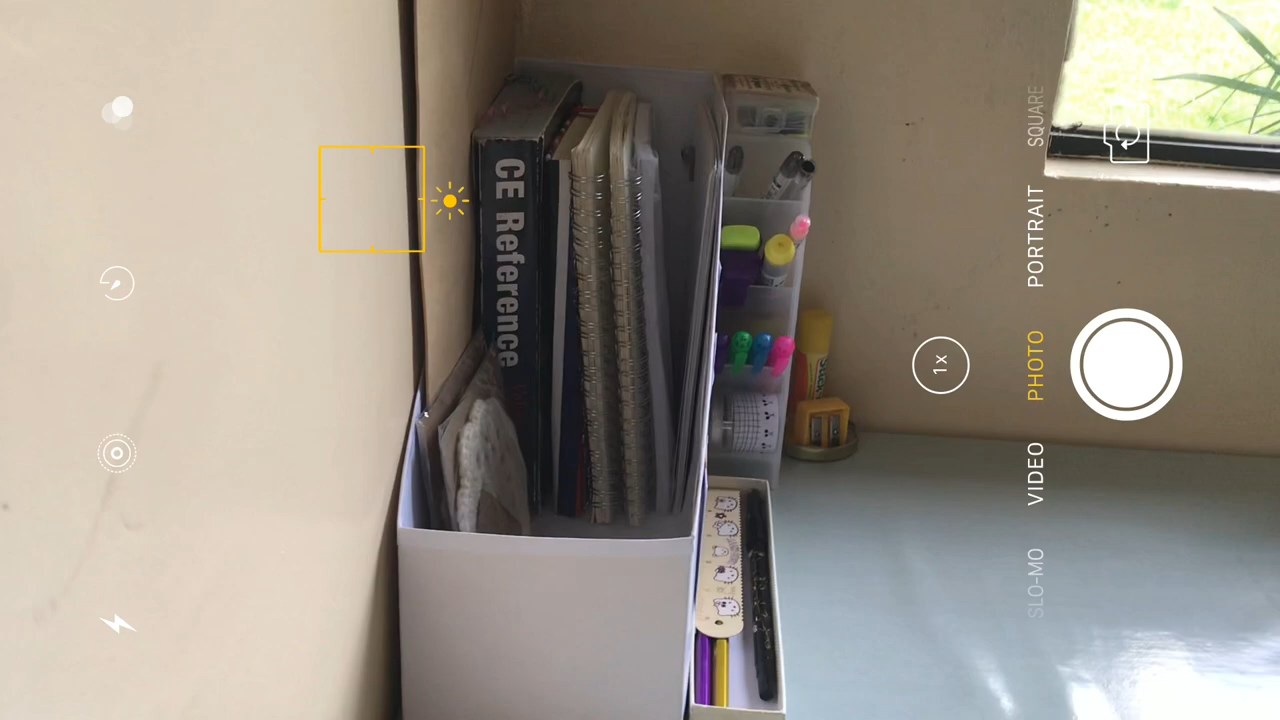 CE Reference
SQUARE
PORTRAIT
PHOTO
VIDEO
SLO-MO
1x